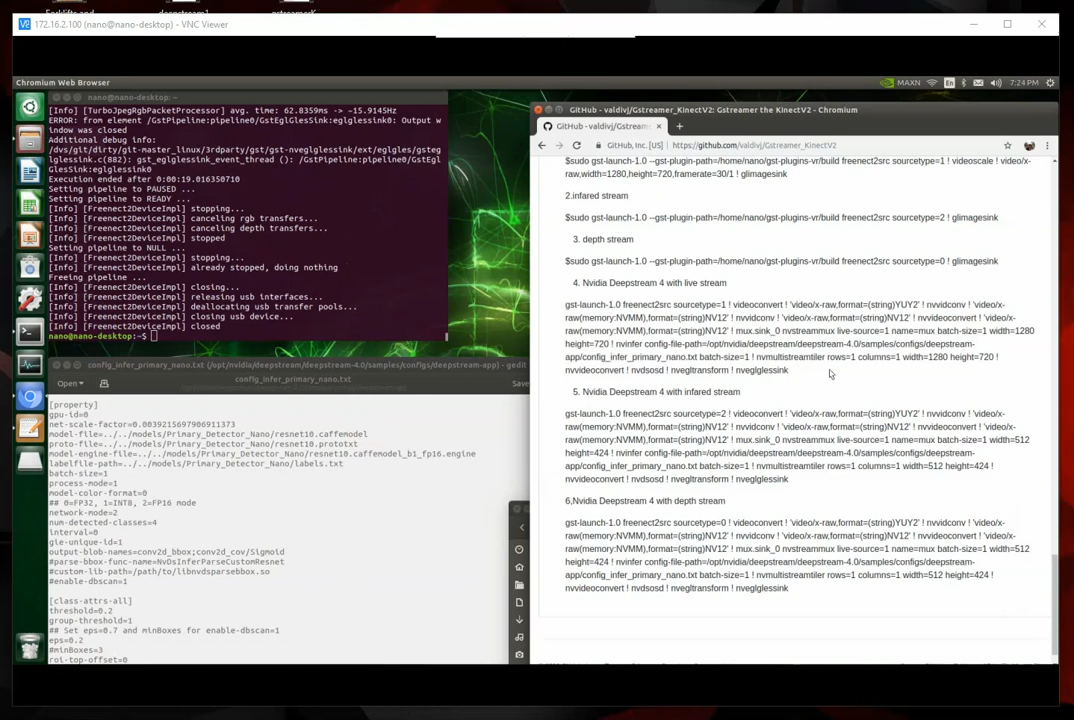 172.16.2.100 (nano@nano-desktop) - VNC Viewer
Chromium Web Browser
MAXN
En
7:24 PM
nano@nano-desktop: ~
[Info] [TurboJpegRgbPacketProcessor] avg. time: 62.8359ms -> ~15.9145Hz
ERROR: from element /GstPipeline:pipeline0/GstEglGlesSink:eglglessink0: Output w
indow was closed
Additional debug info:
/dvs/git/dirty/git-master_linux/3rdparty/gst/gst-nveglglessink/ext/eglgles/gsteg
lglessink.c(882): gst_eglglessink_event_thread (): /GstPipeline:pipeline0/GstEgl
GlesSink:eglglessink0
Execution ended after 0:00:19.016350710
Setting pipeline to PAUSED ...
Setting pipeline to READY ...
[Info] [Freenect2DeviceImpl] stopping...
[Info] [Freenect2DeviceImpl] canceling rgb transfers...
[Info] [Freenect2DeviceImpl] canceling depth transfers...
[Info] [Freenect2DeviceImpl] stopped
Setting pipeline to NULL ...
[Info] [Freenect2DeviceImpl] stopping...
[Info] [Freenect2DeviceImpl] already stopped, doing nothing
Freeing pipeline ...
[Info] [Freenect2DeviceImpl] closing...
[Info] [Freenect2DeviceImpl] releasing usb interfaces...
[Info] [Freenect2DeviceImpl] deallocating usb transfer pools...
[Info] [Freenect2DeviceImpl] closing usb device...
[Info] [Freenect2DeviceImpl] closed
nano@nano-desktop:~$
config_infer_primary_nano.txt (/opt/nvidia/deepstream/deepstream-4.0/samples/configs/deepstream-app) - gedit
Open
config_infer_primary_nano.txt
Save
[property]
gpu-id=0
net-scale-factor=0.0039215697906911373
model-file=../../models/Primary_Detector_Nano/resnet10.caffemodel
proto-file=../../models/Primary_Detector_Nano/resnet10.prototxt
model-engine-file=../../models/Primary_Detector_Nano/resnet10.caffemodel_b1_fp16.engine
labelfile-path=../../models/Primary_Detector_Nano/labels.txt
batch-size=1
process-mode=1
model-color-format=0
## 0=FP32, 1=INT8, 2=FP16 mode
network-mode=2
num-detected-classes=4
interval=0
gie-unique-id=1
output-blob-names=conv2d_bbox;conv2d_cov/Sigmoid
#parse-bbox-func-name=NvDsInferParseCustomResnet
#custom-lib-path=/path/to/libnvdsparsebbox.so
#enable-dbscan=1
[class-attrs-all]
threshold=0.2
group-threshold=1
## Set eps=0.7 and minBoxes for enable-dbscan=1
eps=0.2
#minBoxes=3
roi-top-offset=0
GitHub - valdivj/Gstreamer_KinectV2: Gstreamer the KinectV2 - Chromium
GitHub - valdivj/Gstream
GitHub, Inc. [US]
https://github.com/valdivj/Gstreamer_KinectV2
$sudo gst-launch-1.0 --gst-plugin-path=/home/nano/gst-plugins-vr/build freenect2src sourcetype=1 ! videoscale ! video/x-
raw,width=1280,height=720,framerate=30/1 ! glimagesink
2.infared stream
$sudo gst-launch-1.0 --gst-plugin-path=/home/nano/gst-plugins-vr/build freenect2src sourcetype=2 ! glimagesink
3. depth stream
$sudo gst-launch-1.0 --gst-plugin-path=/home/nano/gst-plugins-vr/build freenect2src sourcetype=0 ! glimagesink
4. Nvidia Deepstream 4 with live stream
gst-launch-1.0 freenect2src sourcetype=1 ! videoconvert ! 'video/x-raw,format=(string)YUY2' ! nvvidconv ! 'video/x-
raw(memory:NVMM),format=(string)NV12' ! nvvideoconvert ! 'video/x-
raw(memory:NVMM),format=(string)NV12' ! mux.sink_0 nvstreammux live-source=1 name=mux batch-size=1 width=1280
height=720 ! nvinfer config-file-path=/opt/nvidia/deepstream/deepstream-4.0/samples/configs/deepstream-
app/config_infer_primary_nano.txt batch-size=1 ! nvmultistreamtiler rows=1 columns=1 width=1280 height=720 !
nvvideoconvert ! nvdsosd ! nvegltransform ! nveglglessink
5. Nvidia Deepstream 4 with infared stream
gst-launch-1.0 freenect2src sourcetype=2 ! videoconvert ! 'video/x-raw,format=(string)YUY2' ! nvvidconv ! 'video/x-
raw(memory:NVMM),format=(string)NV12' ! nvvideoconvert ! 'video/x-
raw(memory:NVMM),format=(string)NV12' ! mux.sink_0 nvstreammux live-source=1 name=mux batch-size=1 width=512
height=424 ! nvinfer config-file-path=/opt/nvidia/deepstream/deepstream-4.0/samples/configs/deepstream-
app/config_infer_primary_nano.txt batch-size=1 ! nvmultistreamtiler rows=1 columns=1 width=512 height=424 !
nvvideoconvert ! nvdsosd ! nvegltransform ! nveglglessink
6,Nvidia Deepstream 4 with depth stream
gst-launch-1.0 freenect2src sourcetype=0 ! videoconvert ! 'video/x-raw,format=(string)YUY2' ! nvvidconv ! 'video/x-
raw(memory:NVMM),format=(string)NV12' ! nvvideoconvert ! 'video/x-
raw(memory:NVMM),format=(string)NV12' ! mux.sink_0 nvstreammux live-source=1 name=mux batch-size=1 width=512
height=424 ! nvinfer config-file-path=/opt/nvidia/deepstream/deepstream-4.0/samples/configs/deepstream-
app/config_infer_primary_nano.txt batch-size=1 ! nvmultistreamtiler rows=1 columns=1 width=512 height=424 !
nvvideoconvert ! nvdsosd ! nvegltransform ! nveglglessink